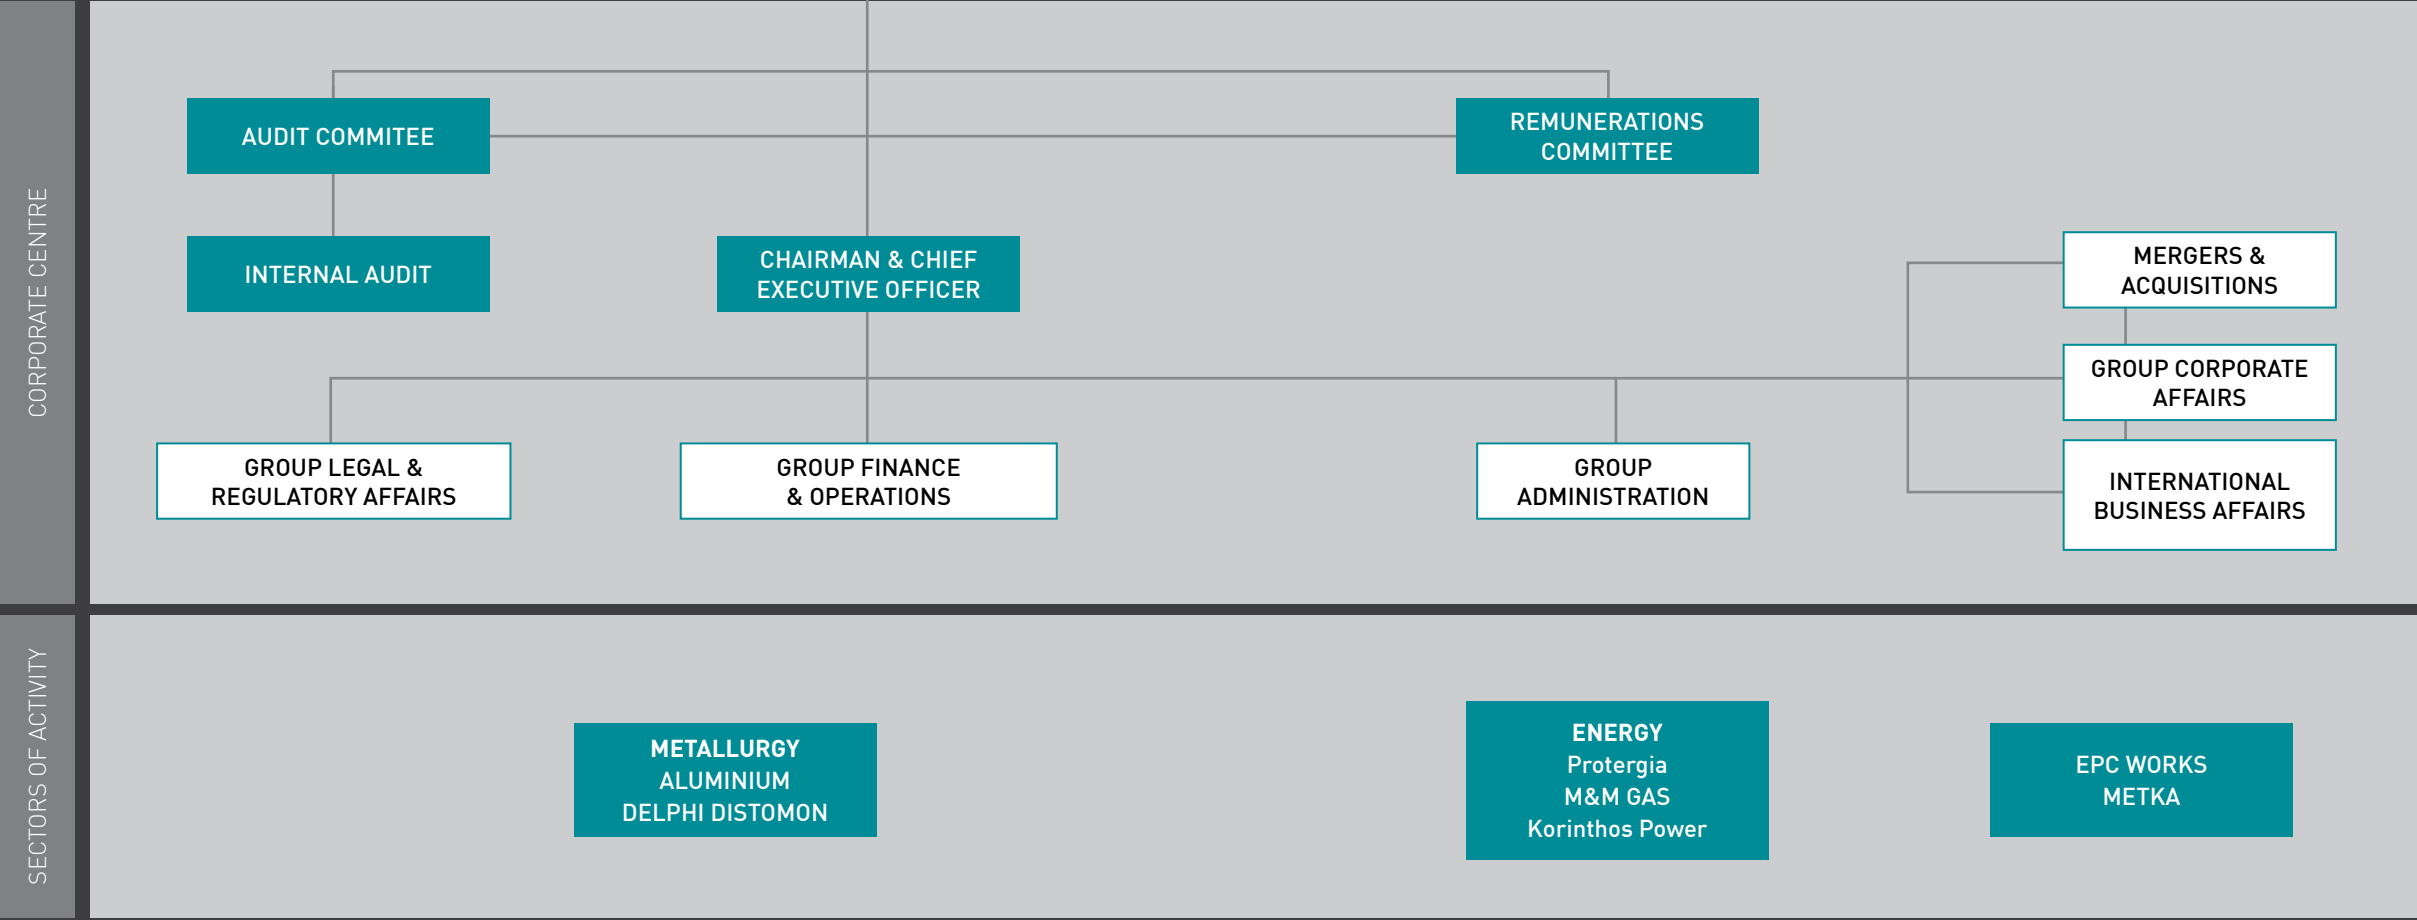 CORPORATE CENTRE
AUDIT COMMITEE
REMUNERATIONS
COMMITTEE
INTERNAL AUDIT
CHAIRMAN & CHIEF
EXECUTIVE OFFICER
MERGERS &
ACQUISITIONS
GROUP CORPORATE
AFFAIRS
GROUP LEGAL &
REGULATORY AFFAIRS
GROUP FINANCE
& OPERATIONS
GROUP
ADMINISTRATION
INTERNATIONAL
BUSINESS AFFAIRS
SECTORS OF ACTIVITY
METALLURGY
ALUMINIUM
DELPHI DISTOMON
ENERGY
Protergia
M&M GAS
Korinthos Power
EPC WORKS
METKA